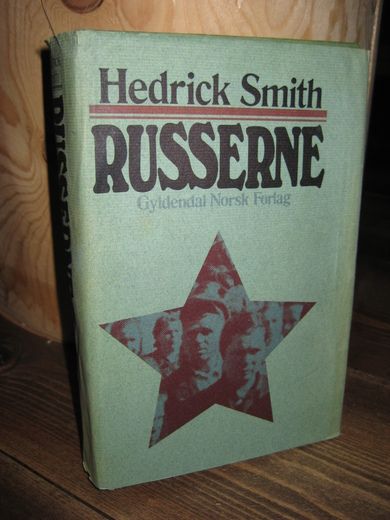 Hedrick Smith
RUSSERNE
Gyldendal Norsk Forlag